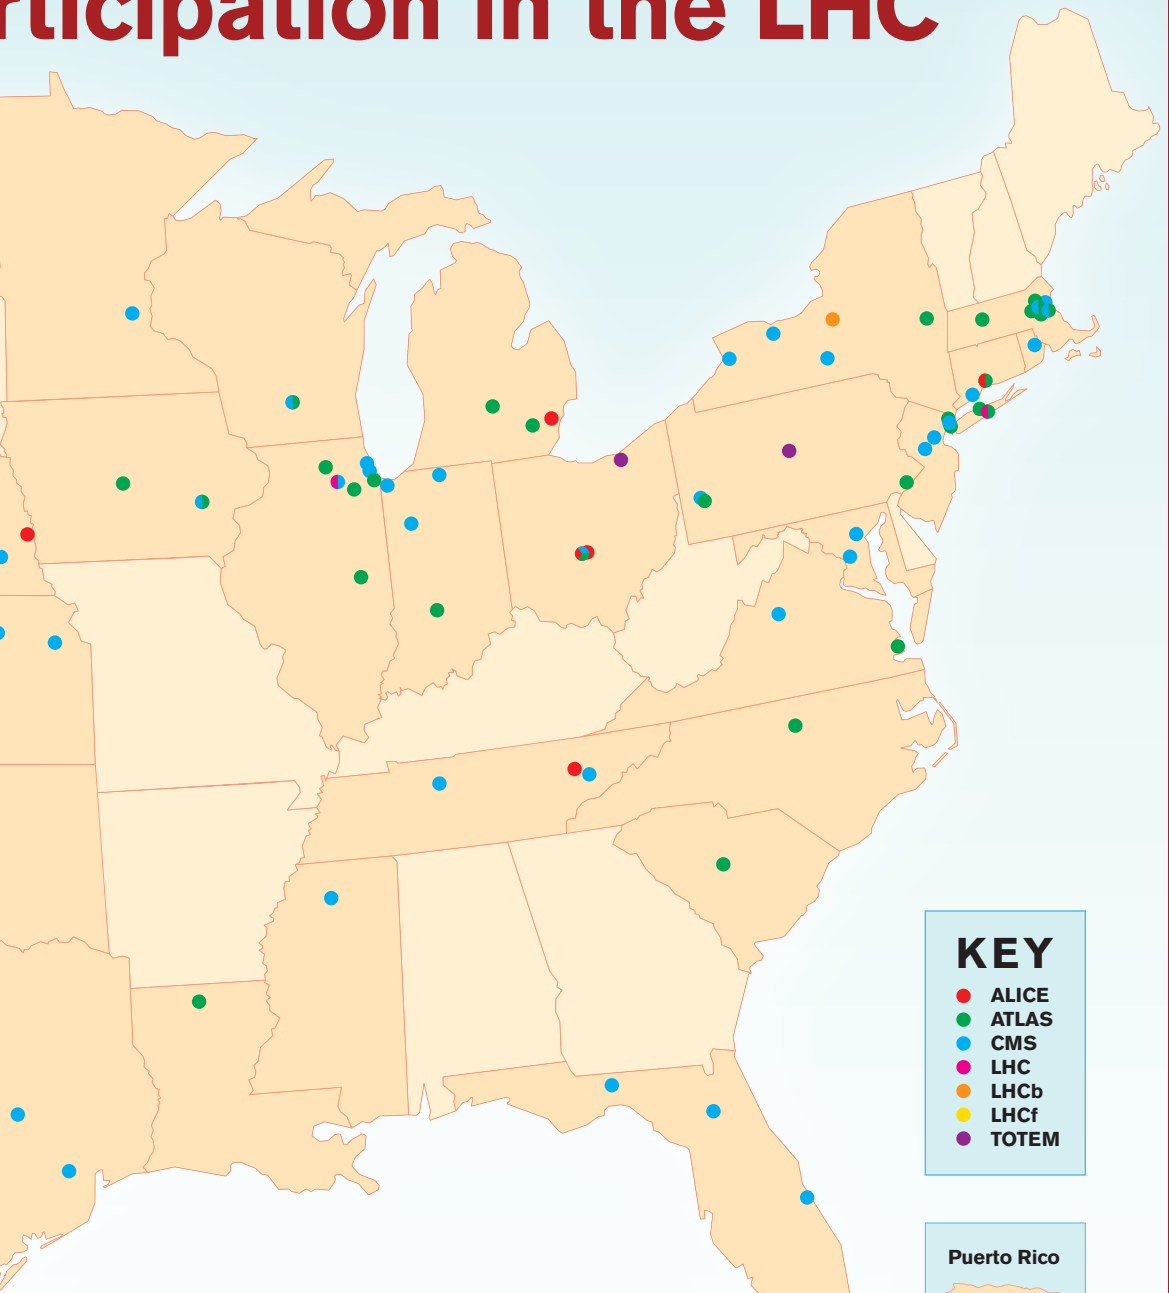 rticipation in the LHC
KEY
ALICE
ATLAS
CMS
LHC
LHCb
LHCf
TOTEM
Puerto Rico